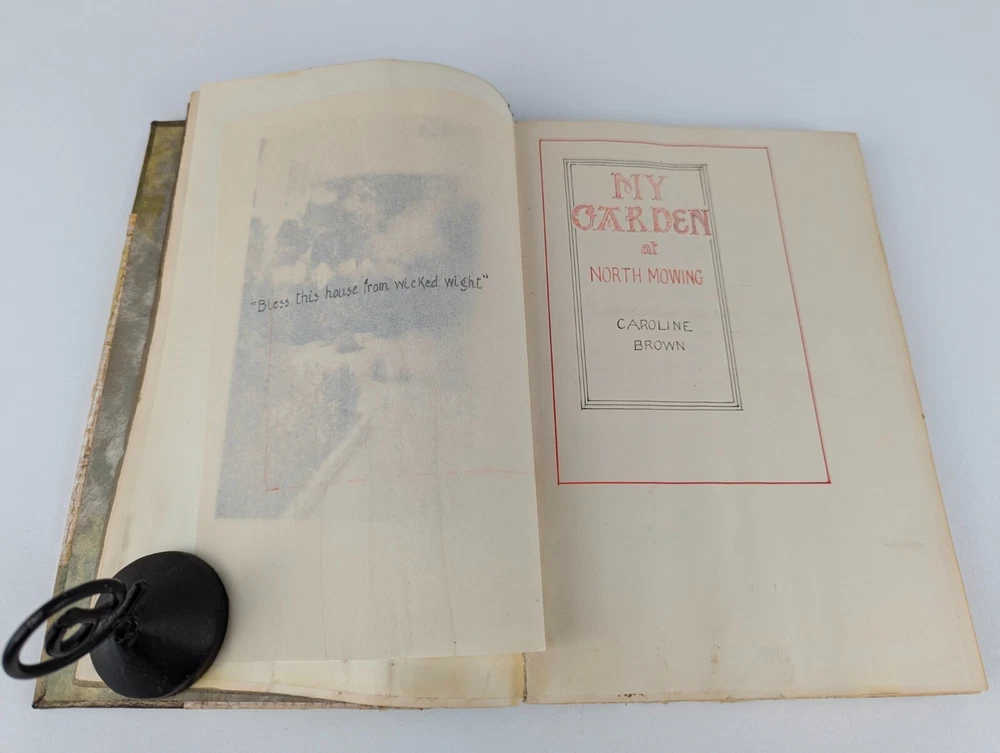 "Bless this house from wicked wight"
MY
GARDEN
at
NORTH MOWING
CAROLINE
BROWN